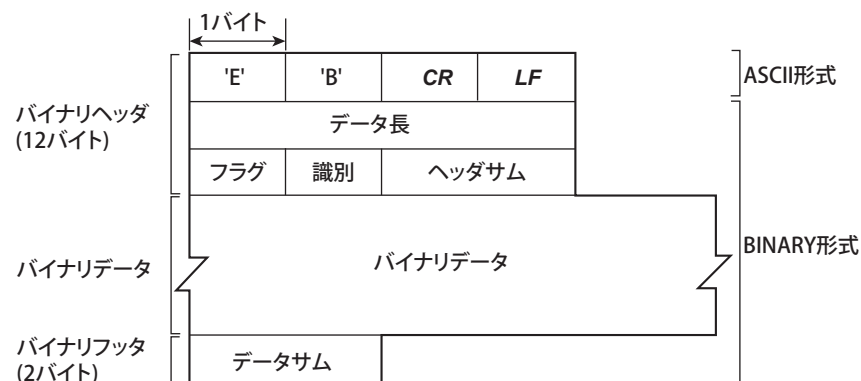 1バイト
'E' 'B' CR LF ASCII形式
バイナリヘッダ
(12バイト)
データ長
フラグ 識別 ヘッダサム
BINARY形式
バイナリデータ バイナリデータ
バイナリフッタ
(2バイト)
データサム